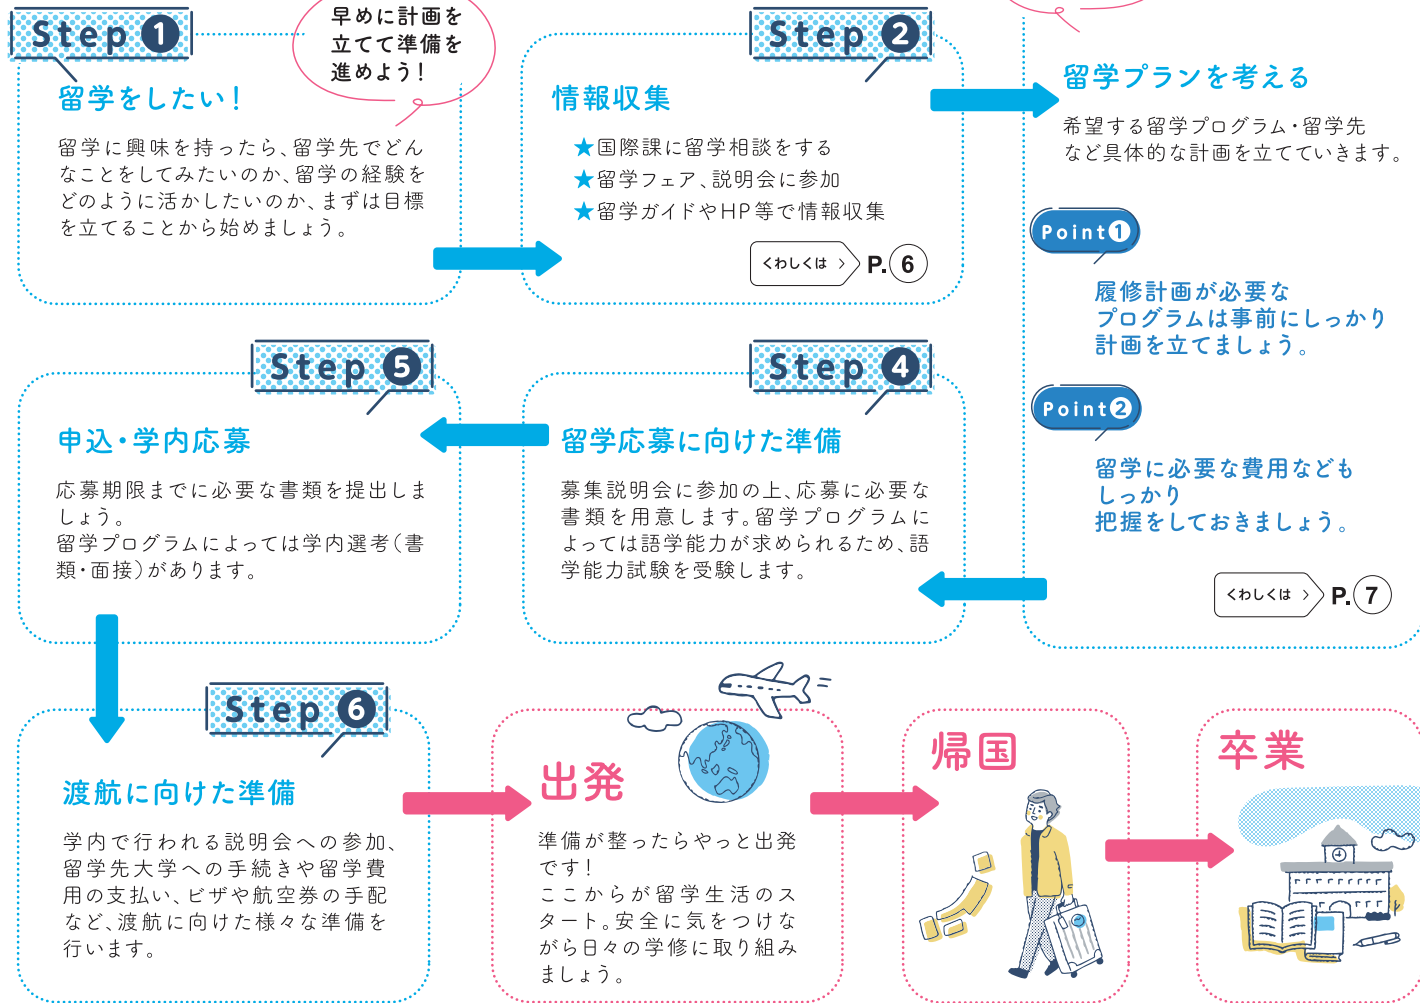 Step 1
早めに計画を
立てて準備を
進めよう！
留学をしたい！
留学に興味を持ったら、留学先でどん
なことをしてみたいのか、留学の経験を
どのように活かしたいのか、まずは目標
を立てることから始めましょう。
Step 2
情報収集
★国際課に留学相談をする
★留学フェア、説明会に参加
★留学ガイドやHP等で情報収集
くわしくは > P.6
留学プランを考える
希望する留学プログラム・留学先
など具体的な計画を立てていきます。
Point1
履修計画が必要な
プログラムは事前にしっかり
計画を立てましょう。
Point2
留学に必要な費用なども
しっかり
把握をしておきましょう。
くわしくは > P.7
Step 4
留学応募に向けた準備
募集説明会に参加の上、応募に必要な
書類を用意します。留学プログラムに
よっては語学能力が求められるため、語
学能力試験を受験します。
Step 5
申込・学内応募
応募期限までに必要な書類を提出しま
しょう。
留学プログラムによっては学内選考（書
類・面接）があります。
Step 6
渡航に向けた準備
学内で行われる説明会への参加、
留学先大学への手続きや留学費
用の支払い、ビザや航空券の手配
など、渡航に向けた様々な準備を
行います。
出発
準備が整ったらやっと出発
です！
ここからが留学生活のス
タート。安全に気をつけな
がら日々の学修に取り組み
ましょう。
帰国
卒業